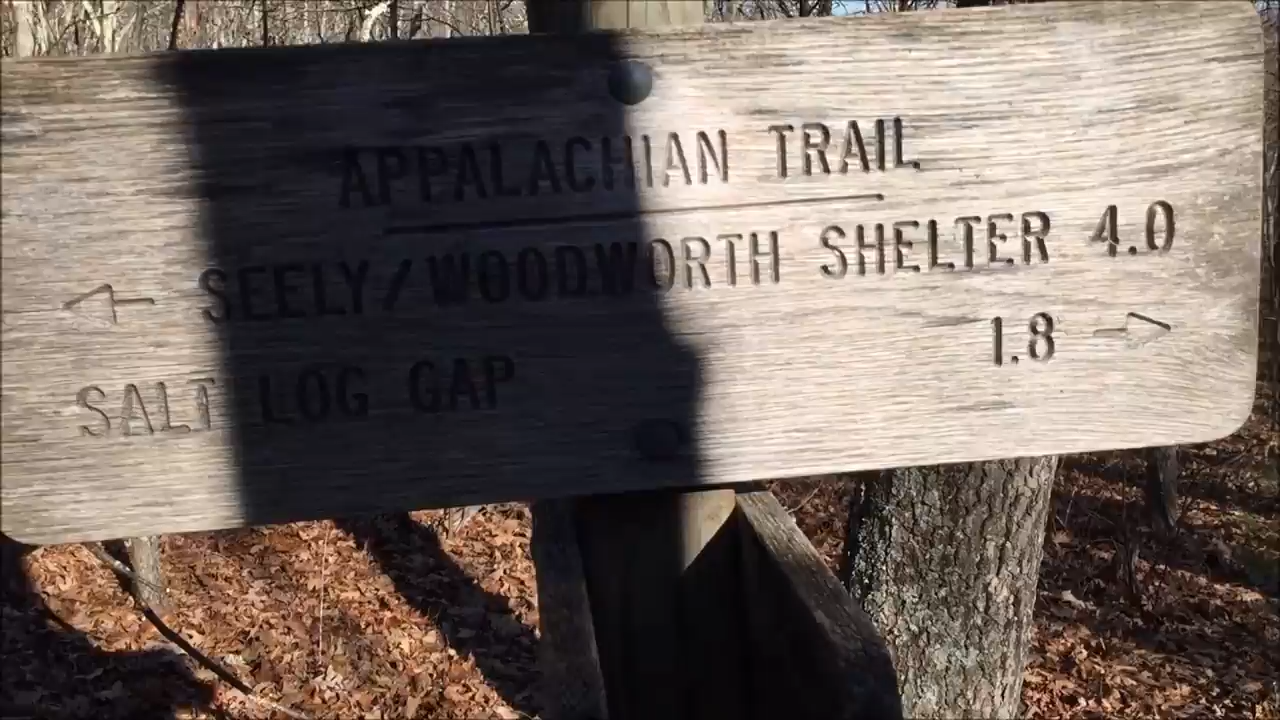 APPALACHIAN TRAIL
← SEELY/WOODWORTH SHELTER 4.0
SALT LOG GAP 1.8 →